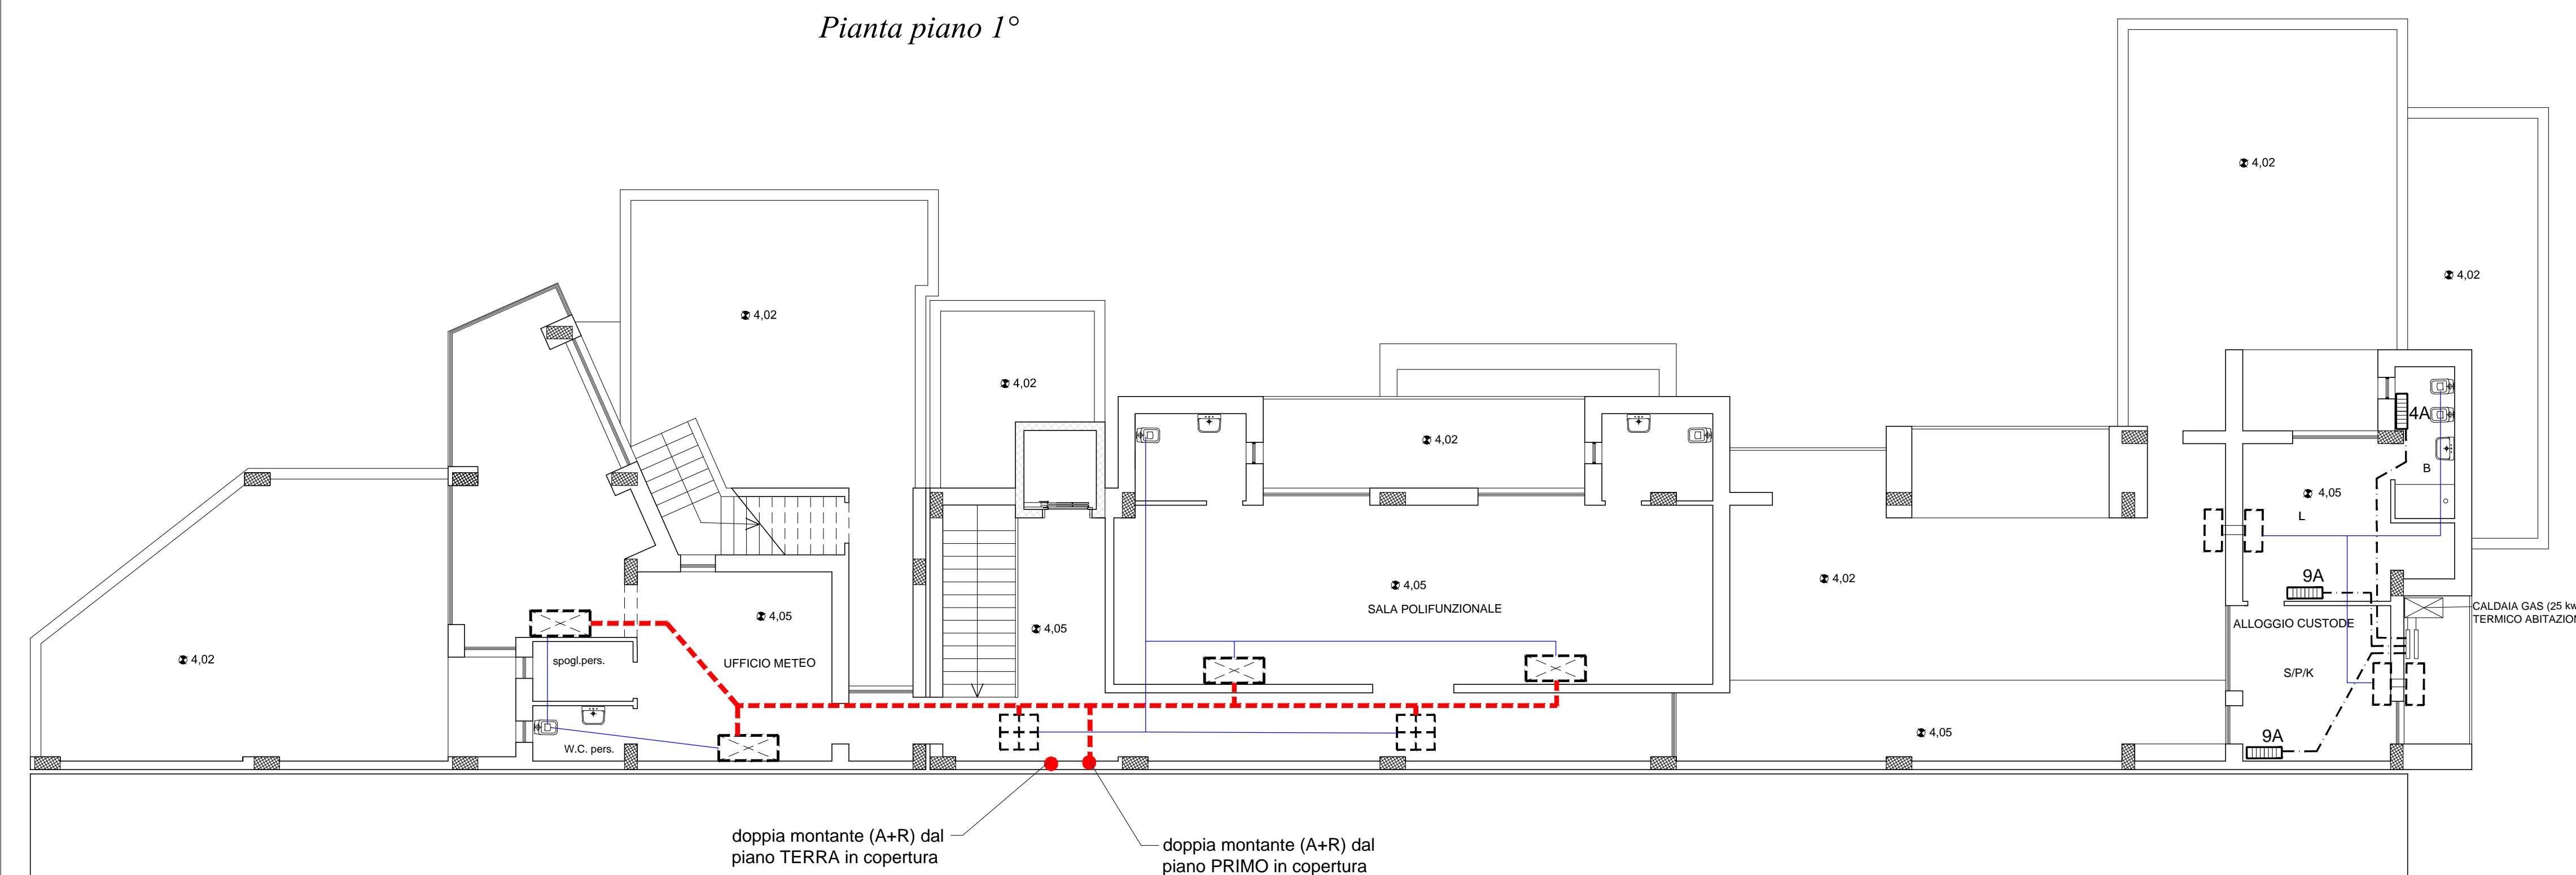 Pianta piano 1°
4,02
4,02
4,02
4,02
4,02
4A
B
4,05
L
4,05
SALA POLIFUNZIONALE
4,02
9A
CALDAIA GAS (25 kw
TERMICO ABITAZION
ALLOGGIO CUSTODE
4,05
4,05
4,02
spogl.pers.
UFFICIO METEO
S/P/K
4,05
9A
W.C. pers.
doppia montante (A+R) dal
piano TERRA in copertura
doppia montante (A+R) dal
piano PRIMO in copertura